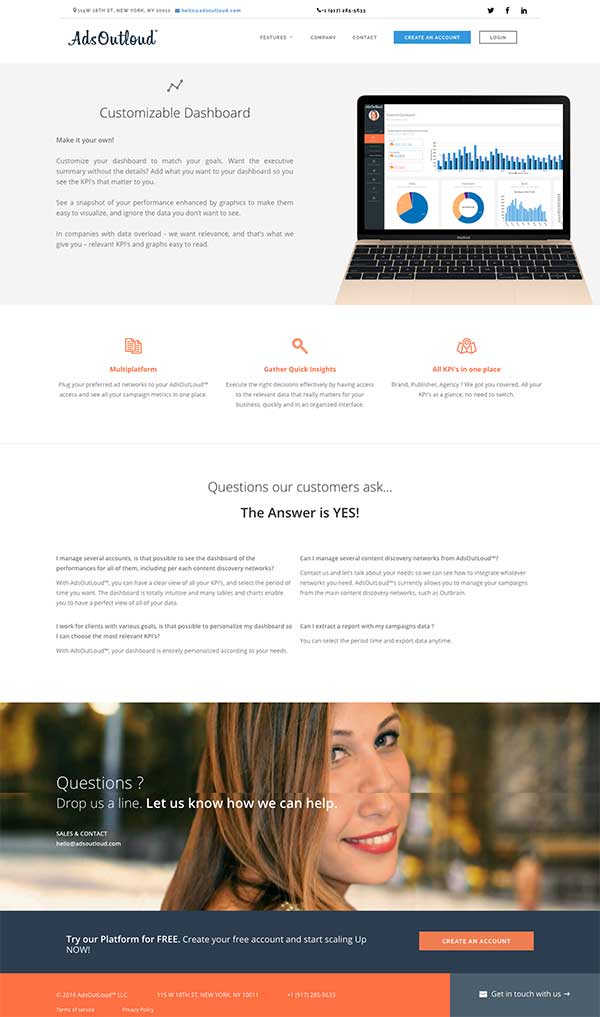 115W 18TH ST, NEW YORK, NY 10011 hello@adsoutloud.com +1 (917) 285-5633
AdsOutloud™
FEATURES COMPANY CONTACT CREATE AN ACCOUNT LOGIN
Customizable Dashboard
Make it your own!
Customize your dashboard to match your goals. Want the executive
summary without the details? Add what you want to your dashboard so you
see the KPI's that matter to you.
See a snapshot of your performance enhanced by graphics to make them
easy to visualize, and ignore the data you don't want to see.
In companies with data overload - we want relevance, and that's what we
give you – relevant KPI's and graphs easy to read.
AdsOutloud
MacBook
Multiplatform
Plug your preferred ad networks to your AdsOutLoud™
access and see all your campaign metrics in one place.
Gather Quick Insights
Execute the right decisions effectively by having access
to the relevant data that really matters for your
business, quickly and in an organized interface.
All KPI's in one place
Brand, Publisher, Agency ? We got you covered. All your
KPI's at a glance, no need to switch.
Questions our customers ask...
The Answer is YES!
I manage several accounts, is that possible to see the dashboard of the
performances for all of them, including per each content discovery networks?
With AdsOutLoud™, you can have a clear view of all your KPI's, and select the period of
time you want. The dashboard is totally intuitive and many tables and charts enable
you to have a perfect view of all of your data.
Can I manage several content discovery networks from AdsOutLoud™?
Contact us and let's talk about your needs so we can see how to integrate whatever
networks you need. AdsOutLoud™s currently allows you to manage your campaigns
from the main content discovery networks, such as Outbrain.
I work for clients with various goals, is that possible to personalize my dashboard so
I can choose the most relevant KPI's?
With AdsOutLoud™, your dashboard is entirely personalized according to your needs.
Can I extract a report with my campaigns data ?
You can select the period time and export data anytime.
Questions ?
Drop us a line. Let us know how we can help.
SALES & CONTACT
hello@adsoutloud.com
Try our Platform for FREE. Create your free account and start scaling Up
NOW!
CREATE AN ACCOUNT
© 2016 AdsOutLoud™ LLC 115 W 18TH ST, NEW YORK, NY 10011 +1 (917) 285-5633
Terms of service Privacy Policy
Get in touch with us →